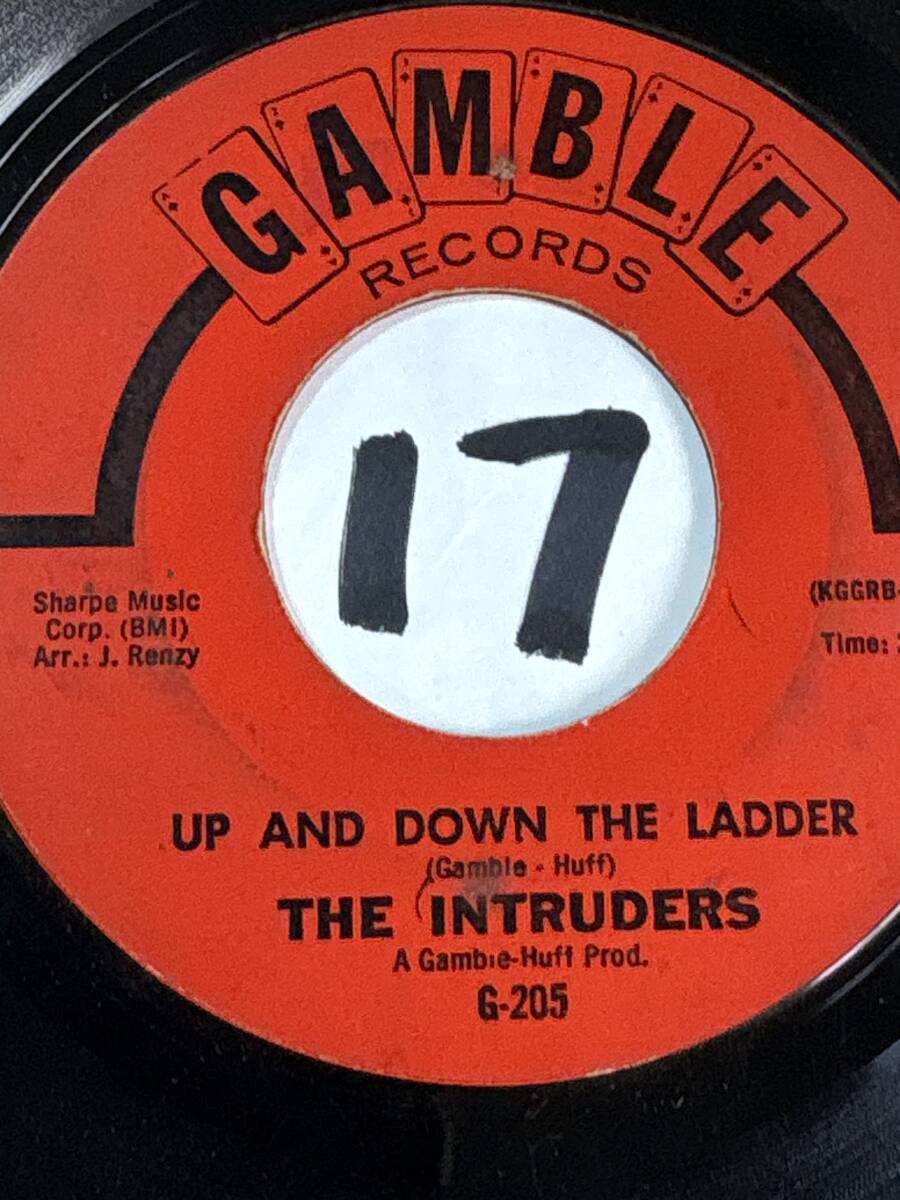 GAMBLE
RECORDS
17
Sharpe Music
Corp. (BMI)
Arr.: J. Renzy
(KGGRB-
Time:
UP AND DOWN THE LADDER
(Gamble - Huff)
THE INTRUDERS
A Gamble-Huff Prod.
G-205